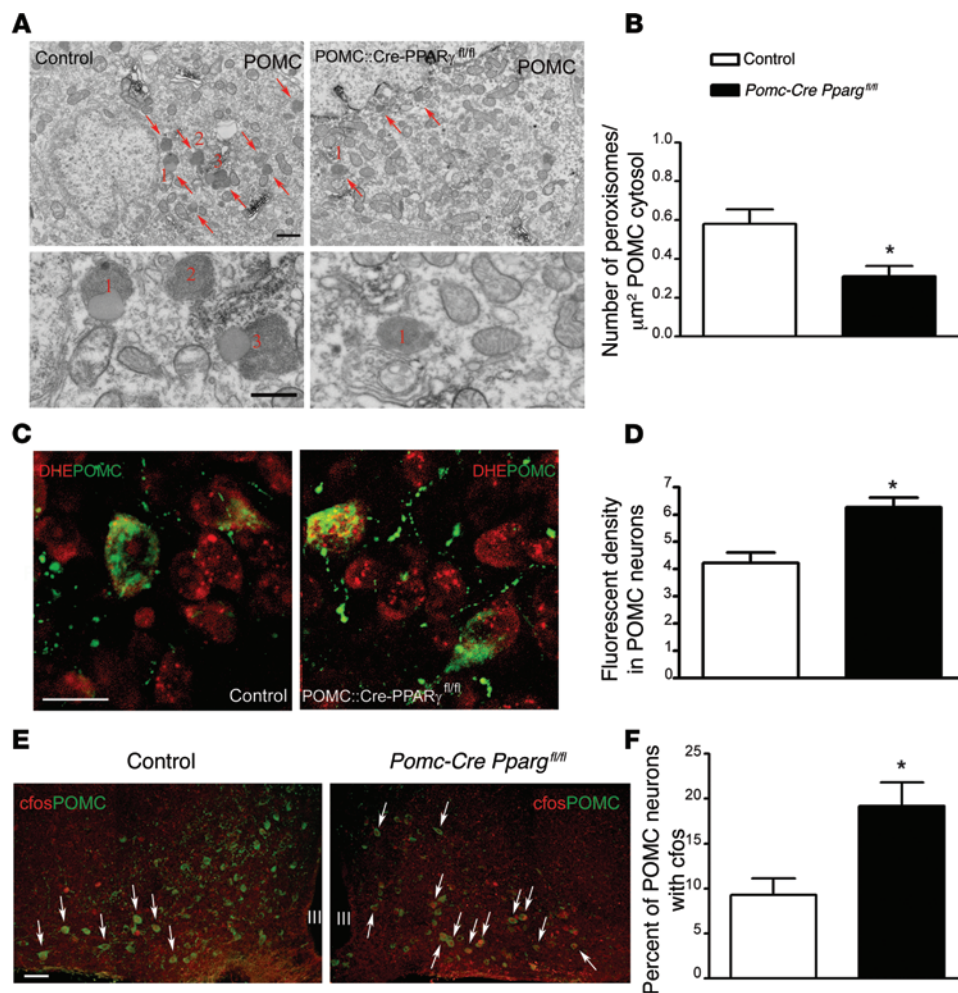 A
Control
POMC
1
2
3
POMC::Cre-PPARγ fl/fl
POMC
1
1
2
3
1
B
Control
Pomc-Cre Pparg fl/fl
Number of peroxisomes/
μm² POMC cytosol
1.0
0.8
0.6
0.4
0.2
0.0
*
C
DHEPOMC
Control
DHEPOMC
POMC::Cre-PPARγ fl/fl
D
Fluorescent density
in POMC neurons
7
6
5
4
3
2
1
0
*
E
Control
Pomc-Cre Pparg fl/fl
cfosPOMC
III
cfosPOMC
III
F
Percent of POMC neurons
with cfos
25
20
15
10
5
0
*